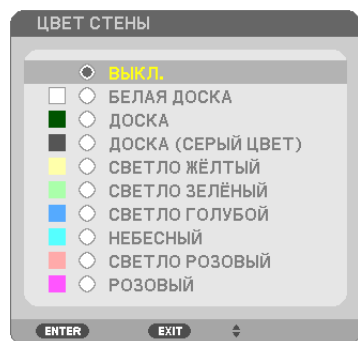 ЦВЕТ СТЕНЫ
ВЫКЛ.
БЕЛАЯ ДОСКА
ДОСКА
ДОСКА (СЕРЫЙ ЦВЕТ)
СВЕТЛО ЖЁЛТЫЙ
СВЕТЛО ЗЕЛЁНЫЙ
СВЕТЛО ГОЛУБОЙ
НЕБЕСНЫЙ
СВЕТЛО РОЗОВЫЙ
РОЗОВЫЙ
ENTER EXIT